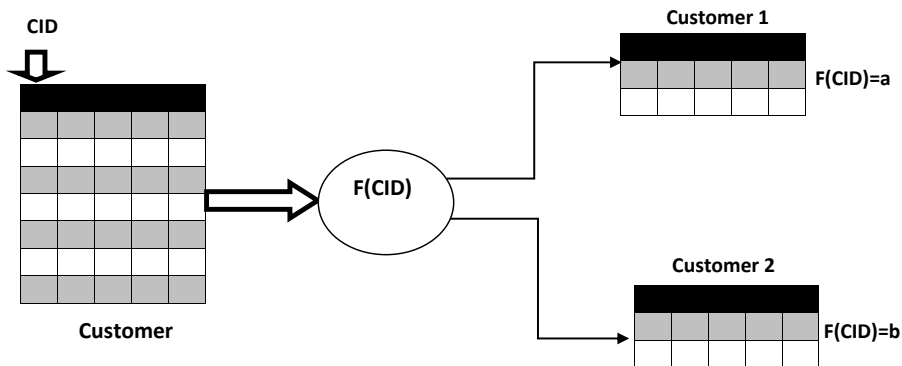 CID
Customer
F(CID)
Customer 1
F(CID)=a
Customer 2
F(CID)=b